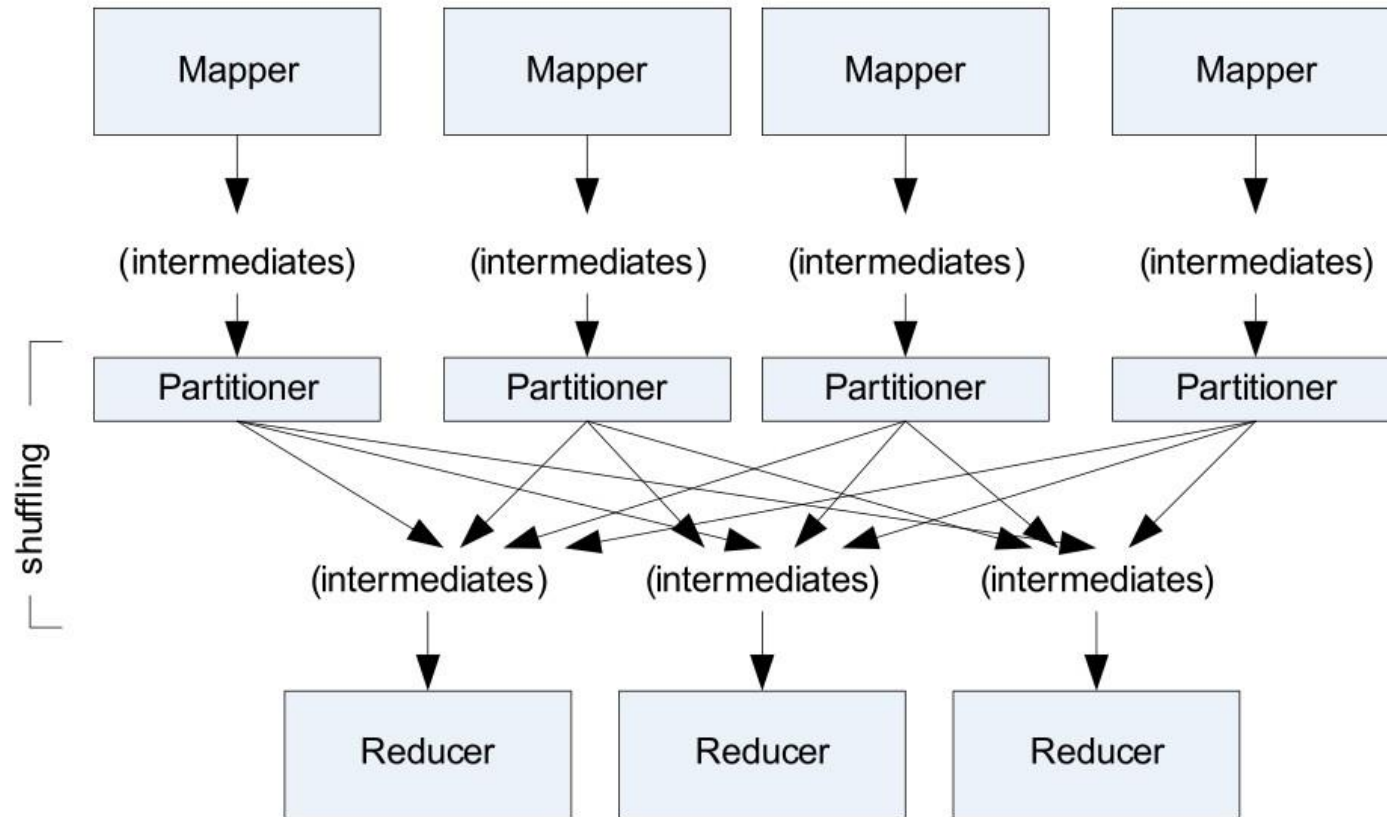 Mapper Mapper Mapper Mapper
(intermediates) (intermediates) (intermediates) (intermediates)
Partitioner Partitioner Partitioner Partitioner
shuffling
(intermediates) (intermediates) (intermediates)
Reducer Reducer Reducer